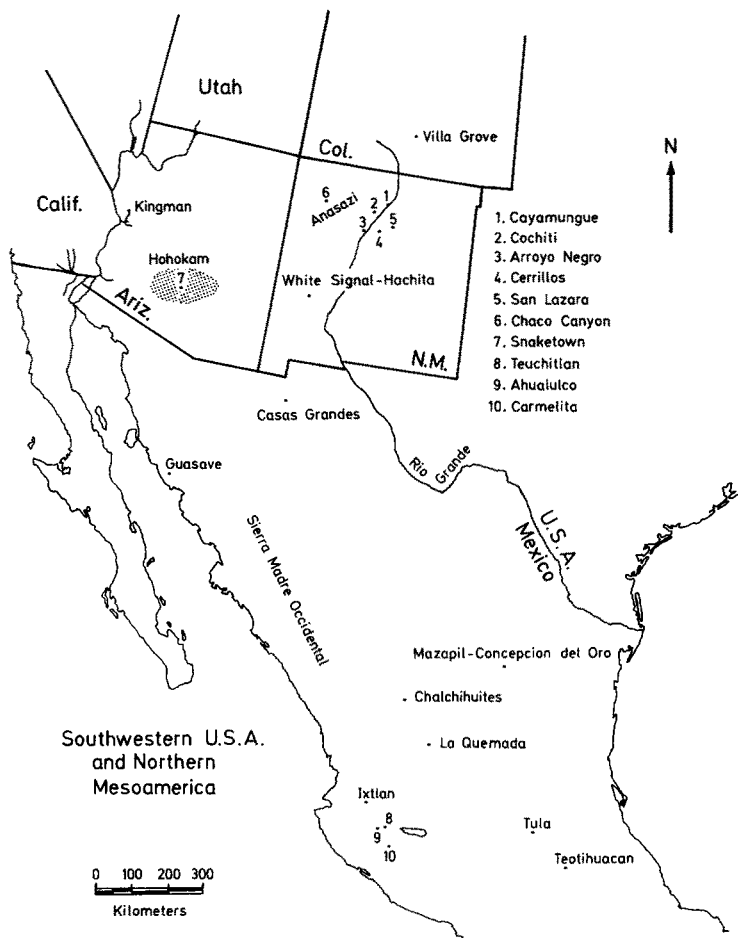 Utah
Col.
Villa Grove
N
Calif.
Kingman
6
Anasazi
1
2
3
4
5
Hohokam
7
White Signal-Hachita
Ariz.
N.M.
1. Cayamungue
2. Cochiti
3. Arroyo Negro
4. Cerrillos
5. San Lazara
6. Chaco Canyon
7. Snaketown
8. Teuchitlan
9. Ahualulco
10. Carmelita
Casas Grandes
Guasave
Rio Grande
U.S.A.
Mexico
Sierra Madre Occidental
Mazapil-Concepcion del Oro
Chalchihuites
La Quemada
Southwestern U.S.A.
and Northern
Mesoamerica
Ixtlan
8
9
10
Tula
Teotihuacan
0 100 200 300
Kilometers